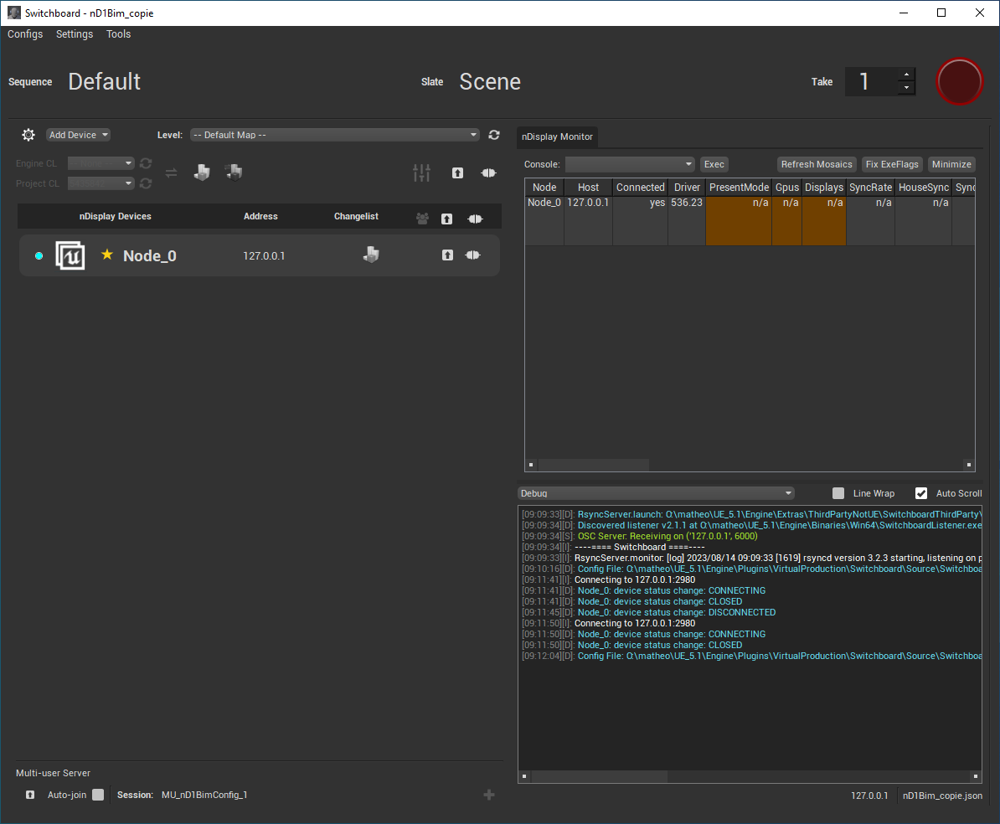 Switchboard - nD1Bim_copie
Configs Settings Tools
Sequence Default Slate Scene Take 1
Add Device Level: -- Default Map --
Engine CL
Project CL
nDisplay Devices Address Changelist
Node_0 127.0.0.1
nDisplay Monitor
Console: Exec Refresh Mosaics Fix ExeFlags Minimize
Node Host Connected Driver PresentMode Gpus Displays SyncRate HouseSync Sync
Node_0 127.0.0.1 yes 536.23 n/a n/a n/a n/a n/a
Debug Line Wrap Auto Scroll
[09:09:33][D]: RsyncServer.launch: O:\matheo\UE_5.1\Engine\Extras\ThirdPartyNotUE\SwitchboardThirdParty\
[09:09:34][D]: Discovered listener v2.1.1 at O:\matheo\UE_5.1\Engine\Binaries\Win64\SwitchboardListener.exe
[09:09:34][S]: OSC Server: Receiving on ('127.0.0.1', 6000)
[09:09:34][I]: ----==== Switchboard ====----
[09:09:33][I]: RsyncServer.monitor: [log] 2023/08/14 09:09:33 [1619] rsyncd version 3.2.3 starting, listening on p
[09:10:16][D]: Config File: O:\matheo\UE_5.1\Engine\Plugins\VirtualProduction\Switchboard\Source\Switchboa
[09:11:41][I]: Connecting to 127.0.0.1:2980
[09:11:41][D]: Node_0: device status change: CONNECTING
[09:11:41][D]: Node_0: device status change: CLOSED
[09:11:45][D]: Node_0: device status change: DISCONNECTED
[09:11:50][I]: Connecting to 127.0.0.1:2980
[09:11:50][D]: Node_0: device status change: CONNECTING
[09:11:50][D]: Node_0: device status change: CLOSED
[09:12:04][D]: Config File: O:\matheo\UE_5.1\Engine\Plugins\VirtualProduction\Switchboard\Source\Switchboa
Multi-user Server
Auto-join Session: MU_nD1BimConfig_1
127.0.0.1 nD1Bim_copie.json